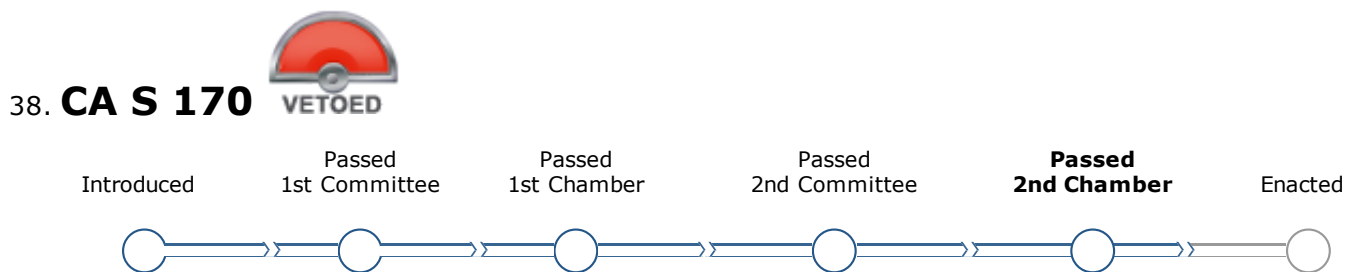 38. CA S 170 VETOED
Introduced
Passed
1st Committee
Passed
1st Chamber
Passed
2nd Committee
Passed
2nd Chamber
Enacted